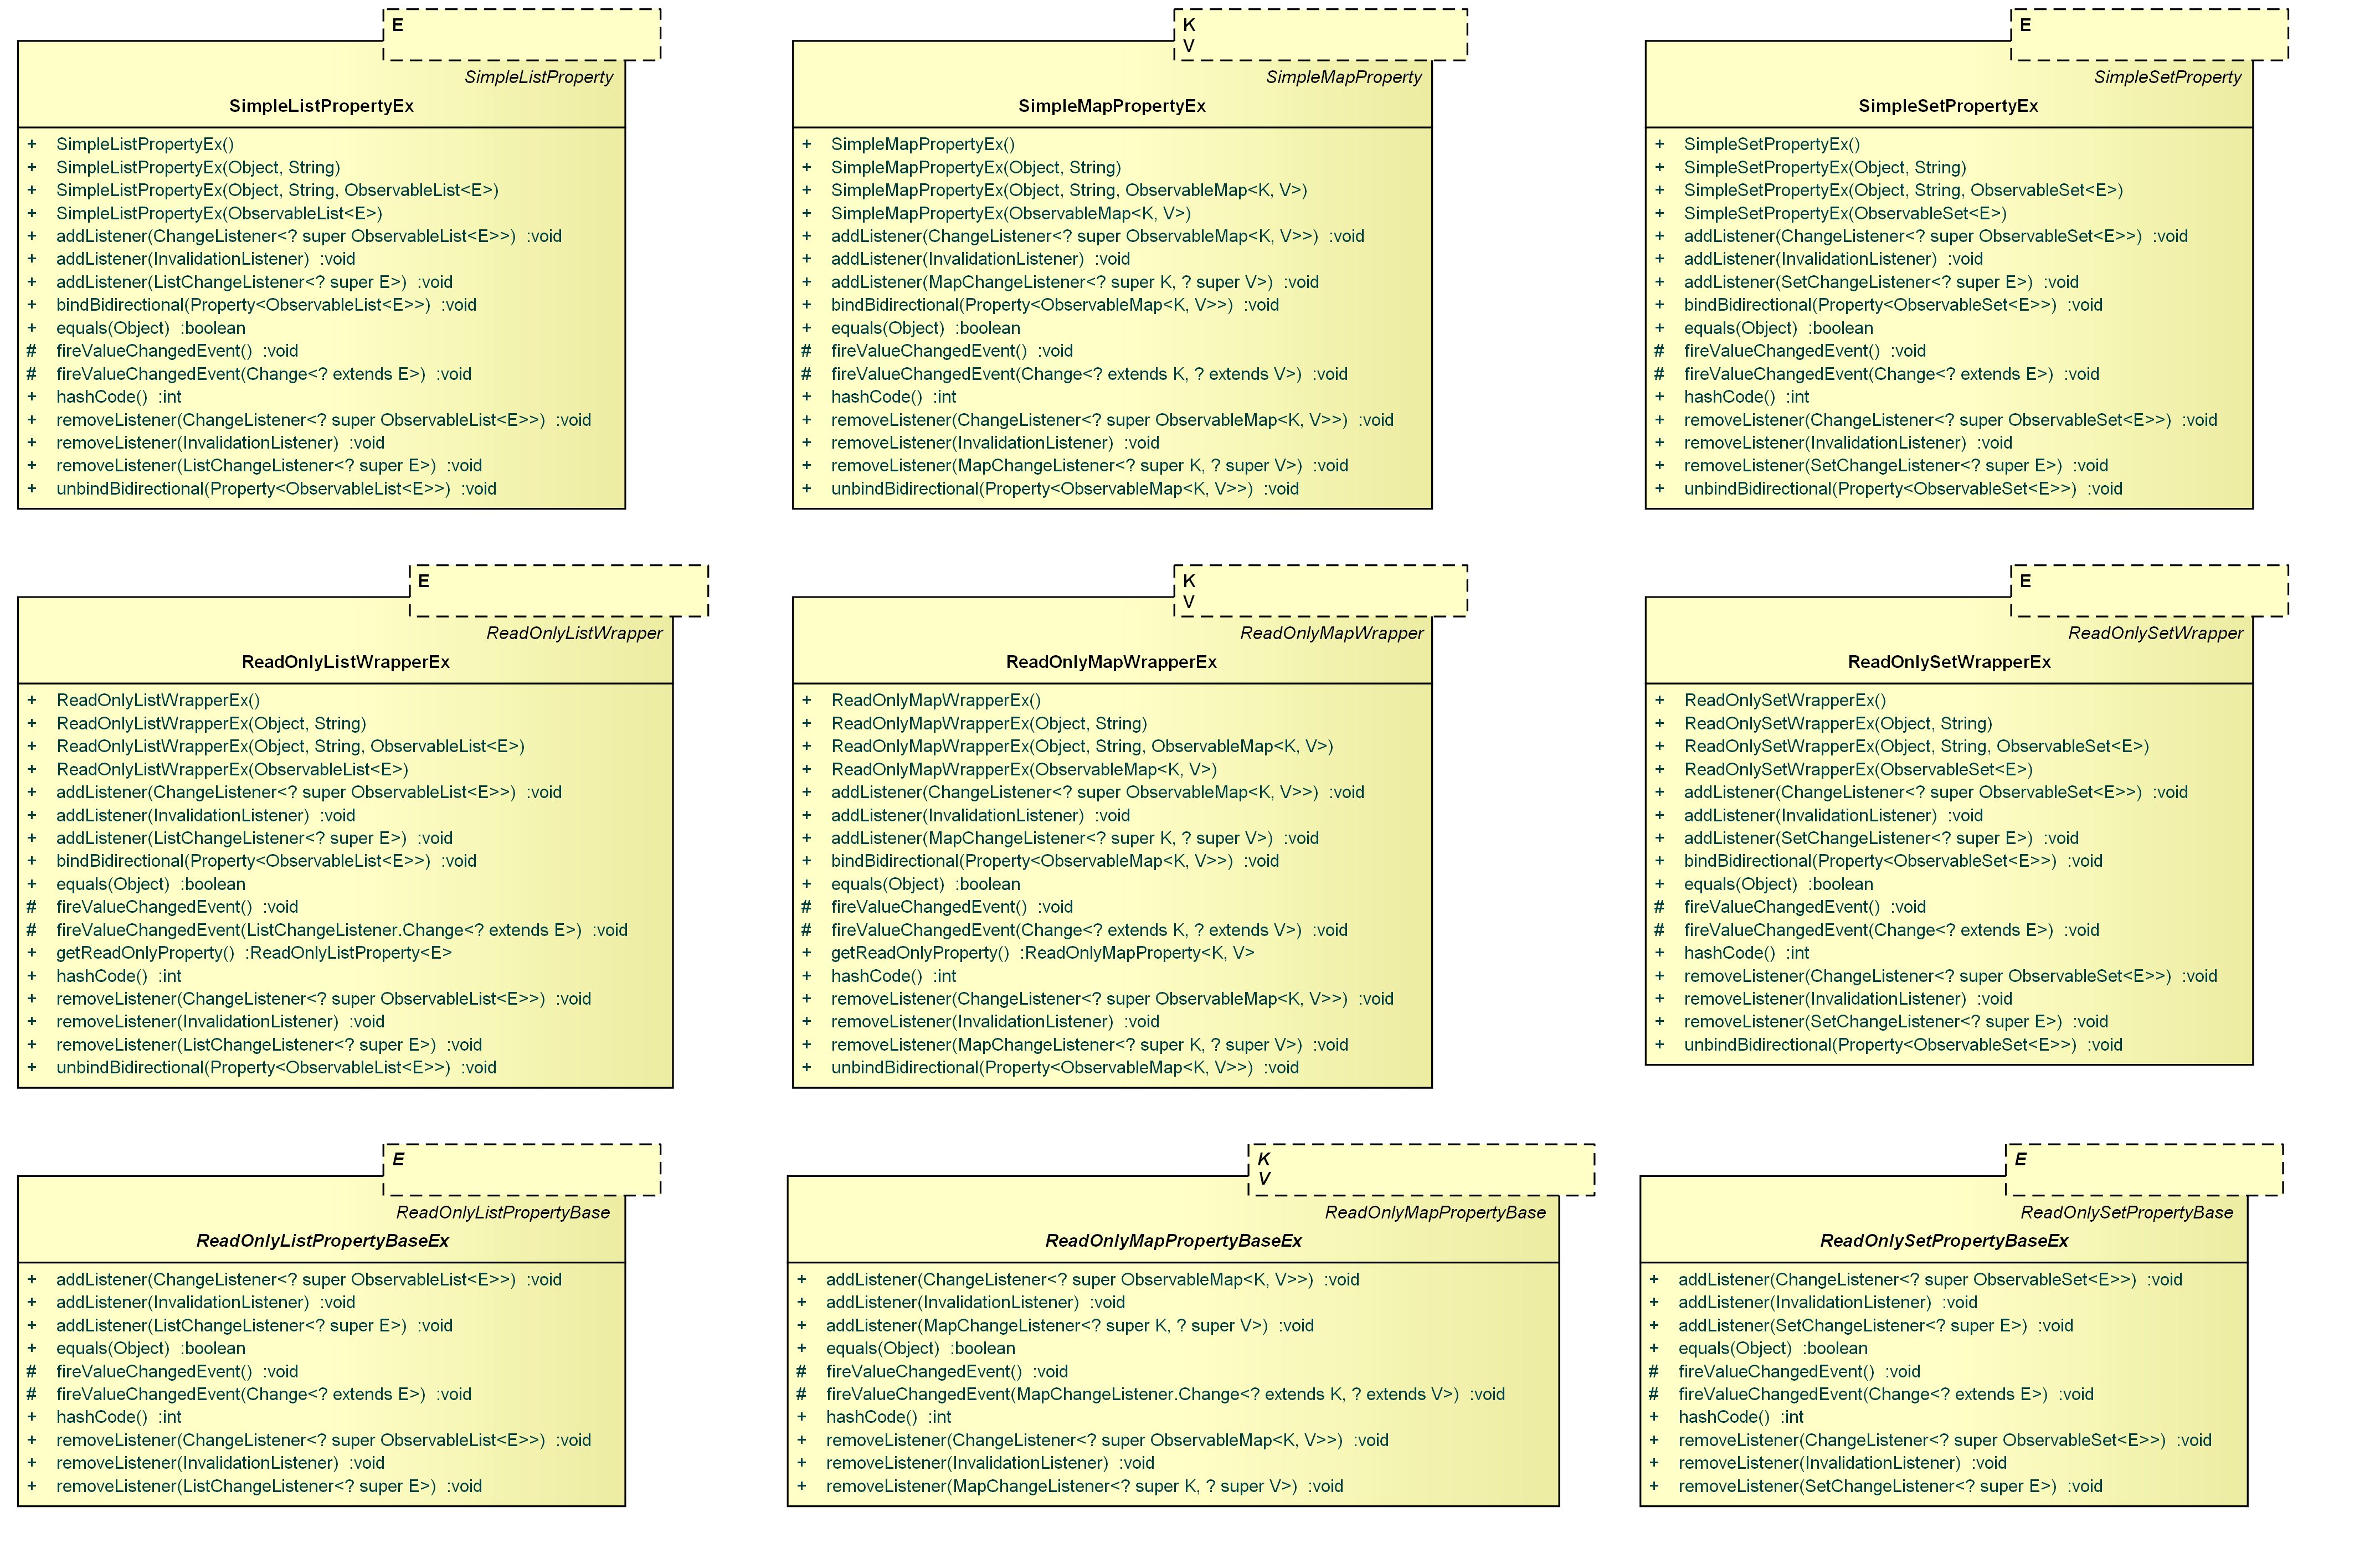 E
SimpleListProperty
SimpleListPropertyEx
+ SimpleListPropertyEx()
+ SimpleListPropertyEx(Object, String)
+ SimpleListPropertyEx(Object, String, ObservableList<E>)
+ SimpleListPropertyEx(ObservableList<E>)
+ addListener(ChangeListener<? super ObservableList<E>>) :void
+ addListener(InvalidationListener) :void
+ addListener(ListChangeListener<? super E>) :void
+ bindBidirectional(Property<ObservableList<E>>) :void
+ equals(Object) :boolean
# fireValueChangedEvent() :void
# fireValueChangedEvent(Change<? extends E>) :void
+ hashCode() :int
+ removeListener(ChangeListener<? super ObservableList<E>>) :void
+ removeListener(InvalidationListener) :void
+ removeListener(ListChangeListener<? super E>) :void
+ unbindBidirectional(Property<ObservableList<E>>) :void
K
V
SimpleMapProperty
SimpleMapPropertyEx
+ SimpleMapPropertyEx()
+ SimpleMapPropertyEx(Object, String)
+ SimpleMapPropertyEx(Object, String, ObservableMap<K, V>)
+ SimpleMapPropertyEx(ObservableMap<K, V>)
+ addListener(ChangeListener<? super ObservableMap<K, V>>) :void
+ addListener(InvalidationListener) :void
+ addListener(MapChangeListener<? super K, ? super V>) :void
+ bindBidirectional(Property<ObservableMap<K, V>>) :void
+ equals(Object) :boolean
# fireValueChangedEvent() :void
# fireValueChangedEvent(Change<? extends K, ? extends V>) :void
+ hashCode() :int
+ removeListener(ChangeListener<? super ObservableMap<K, V>>) :void
+ removeListener(InvalidationListener) :void
+ removeListener(MapChangeListener<? super K, ? super V>) :void
+ unbindBidirectional(Property<ObservableMap<K, V>>) :void
E
SimpleSetProperty
SimpleSetPropertyEx
+ SimpleSetPropertyEx()
+ SimpleSetPropertyEx(Object, String)
+ SimpleSetPropertyEx(Object, String, ObservableSet<E>)
+ SimpleSetPropertyEx(ObservableSet<E>)
+ addListener(ChangeListener<? super ObservableSet<E>>) :void
+ addListener(InvalidationListener) :void
+ addListener(SetChangeListener<? super E>) :void
+ bindBidirectional(Property<ObservableSet<E>>) :void
+ equals(Object) :boolean
# fireValueChangedEvent() :void
# fireValueChangedEvent(Change<? extends E>) :void
+ hashCode() :int
+ removeListener(ChangeListener<? super ObservableSet<E>>) :void
+ removeListener(InvalidationListener) :void
+ removeListener(SetChangeListener<? super E>) :void
+ unbindBidirectional(Property<ObservableSet<E>>) :void
E
ReadOnlyListWrapper
ReadOnlyListWrapperEx
+ ReadOnlyListWrapperEx()
+ ReadOnlyListWrapperEx(Object, String)
+ ReadOnlyListWrapperEx(Object, String, ObservableList<E>)
+ ReadOnlyListWrapperEx(ObservableList<E>)
+ addListener(ChangeListener<? super ObservableList<E>>) :void
+ addListener(InvalidationListener) :void
+ addListener(ListChangeListener<? super E>) :void
+ bindBidirectional(Property<ObservableList<E>>) :void
+ equals(Object) :boolean
# fireValueChangedEvent() :void
# fireValueChangedEvent(ListChangeListener.Change<? extends E>) :void
+ getReadOnlyProperty() :ReadOnlyListProperty<E>
+ hashCode() :int
+ removeListener(ChangeListener<? super ObservableList<E>>) :void
+ removeListener(InvalidationListener) :void
+ removeListener(ListChangeListener<? super E>) :void
+ unbindBidirectional(Property<ObservableList<E>>) :void
K
V
ReadOnlyMapWrapper
ReadOnlyMapWrapperEx
+ ReadOnlyMapWrapperEx()
+ ReadOnlyMapWrapperEx(Object, String)
+ ReadOnlyMapWrapperEx(Object, String, ObservableMap<K, V>)
+ ReadOnlyMapWrapperEx(ObservableMap<K, V>)
+ addListener(ChangeListener<? super ObservableMap<K, V>>) :void
+ addListener(InvalidationListener) :void
+ addListener(MapChangeListener<? super K, ? super V>) :void
+ bindBidirectional(Property<ObservableMap<K, V>>) :void
+ equals(Object) :boolean
# fireValueChangedEvent() :void
# fireValueChangedEvent(Change<? extends K, ? extends V>) :void
+ getReadOnlyProperty() :ReadOnlyMapProperty<K, V>
+ hashCode() :int
+ removeListener(ChangeListener<? super ObservableMap<K, V>>) :void
+ removeListener(InvalidationListener) :void
+ removeListener(MapChangeListener<? super K, ? super V>) :void
+ unbindBidirectional(Property<ObservableMap<K, V>>) :void
E
ReadOnlySetWrapper
ReadOnlySetWrapperEx
+ ReadOnlySetWrapperEx()
+ ReadOnlySetWrapperEx(Object, String)
+ ReadOnlySetWrapperEx(Object, String, ObservableSet<E>)
+ ReadOnlySetWrapperEx(ObservableSet<E>)
+ addListener(ChangeListener<? super ObservableSet<E>>) :void
+ addListener(InvalidationListener) :void
+ addListener(SetChangeListener<? super E>) :void
+ bindBidirectional(Property<ObservableSet<E>>) :void
+ equals(Object) :boolean
# fireValueChangedEvent() :void
# fireValueChangedEvent(Change<? extends E>) :void
+ hashCode() :int
+ removeListener(ChangeListener<? super ObservableSet<E>>) :void
+ removeListener(InvalidationListener) :void
+ removeListener(SetChangeListener<? super E>) :void
+ unbindBidirectional(Property<ObservableSet<E>>) :void
E
ReadOnlyListPropertyBase
ReadOnlyListPropertyBaseEx
+ addListener(ChangeListener<? super ObservableList<E>>) :void
+ addListener(InvalidationListener) :void
+ addListener(ListChangeListener<? super E>) :void
+ equals(Object) :boolean
# fireValueChangedEvent() :void
# fireValueChangedEvent(Change<? extends E>) :void
+ hashCode() :int
+ removeListener(ChangeListener<? super ObservableList<E>>) :void
+ removeListener(InvalidationListener) :void
+ removeListener(ListChangeListener<? super E>) :void
K
V
ReadOnlyMapPropertyBase
ReadOnlyMapPropertyBaseEx
+ addListener(ChangeListener<? super ObservableMap<K, V>>) :void
+ addListener(InvalidationListener) :void
+ addListener(MapChangeListener<? super K, ? super V>) :void
+ equals(Object) :boolean
# fireValueChangedEvent() :void
# fireValueChangedEvent(MapChangeListener.Change<? extends K, ? extends V>) :void
+ hashCode() :int
+ removeListener(ChangeListener<? super ObservableMap<K, V>>) :void
+ removeListener(InvalidationListener) :void
+ removeListener(MapChangeListener<? super K, ? super V>) :void
E
ReadOnlySetPropertyBase
ReadOnlySetPropertyBaseEx
+ addListener(ChangeListener<? super ObservableSet<E>>) :void
+ addListener(InvalidationListener) :void
+ addListener(SetChangeListener<? super E>) :void
+ equals(Object) :boolean
# fireValueChangedEvent() :void
# fireValueChangedEvent(Change<? extends E>) :void
+ hashCode() :int
+ removeListener(ChangeListener<? super ObservableSet<E>>) :void
+ removeListener(InvalidationListener) :void
+ removeListener(SetChangeListener<? super E>) :void